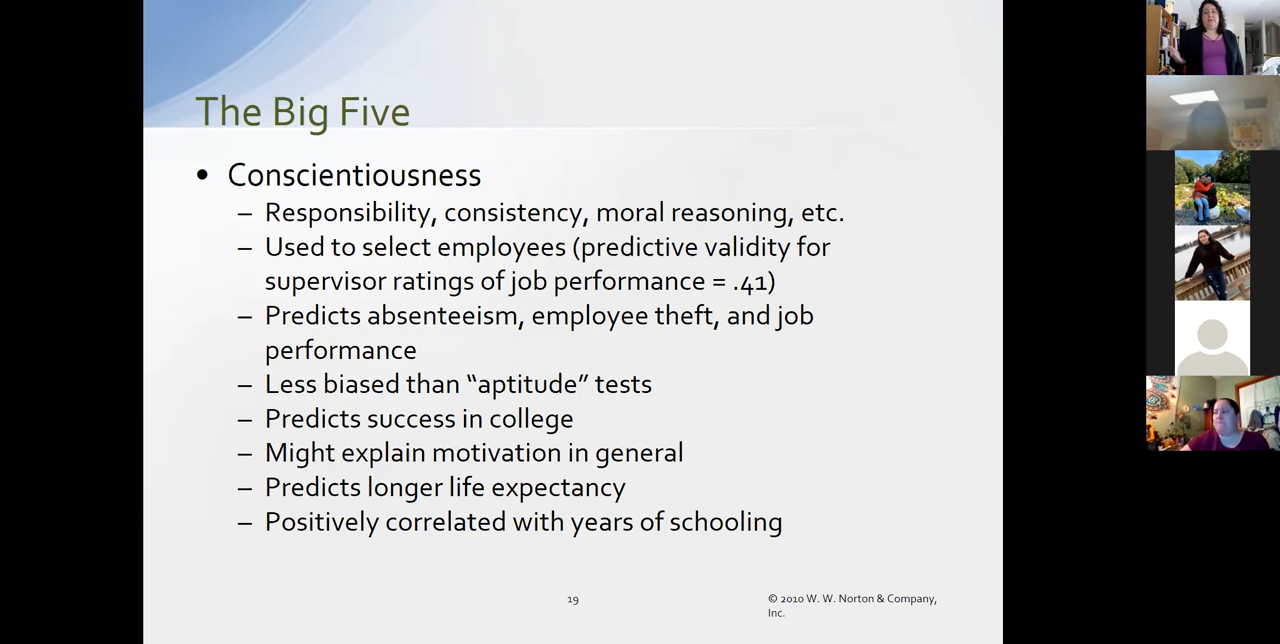 The Big Five
• Conscientiousness
– Responsibility, consistency, moral reasoning, etc.
– Used to select employees (predictive validity for
supervisor ratings of job performance = .41)
– Predicts absenteeism, employee theft, and job
performance
– Less biased than “aptitude” tests
– Predicts success in college
– Might explain motivation in general
– Predicts longer life expectancy
– Positively correlated with years of schooling
19
© 2010 W. W. Norton & Company,
Inc.